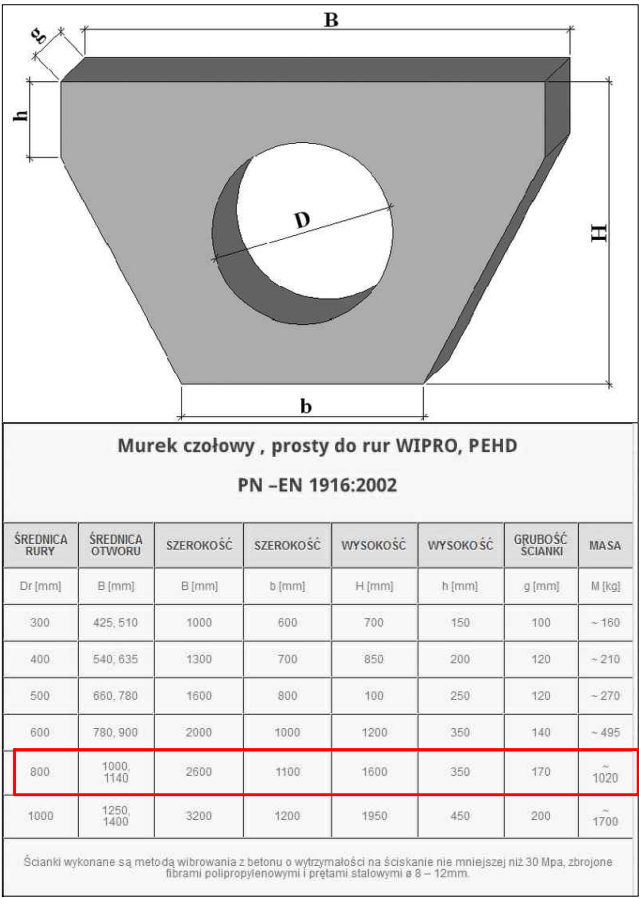 B
g
h
D
H
b
Murek czołowy , prosty do rur WIPRO, PEHD
PN –EN 1916:2002
ŚREDNICA RURY ŚREDNICA OTWORU SZEROKOŚĆ SZEROKOŚĆ WYSOKOŚĆ WYSOKOŚĆ GRUBOŚĆ ŚCIANKI MASA
Dr [mm] B [mm] B [mm] b [mm] H [mm] h [mm] g [mm] M [kg]
300 425, 510 1000 600 700 150 100 ~ 160
400 540, 635 1300 700 850 200 120 ~ 210
500 660, 780 1600 800 100 250 120 ~ 270
600 780, 900 2000 1000 1200 350 140 ~ 495
800 1000, 1140 2600 1100 1600 350 170 ~ 1020
1000 1250, 1400 3200 1200 1950 450 200 ~ 1700
Ścianki wykonane są metodą wibrowania z betonu o wytrzymałości na ściskanie nie mniejszej niż 30 Mpa, zbrojone
fibrami polipropylenowymi i prętami stalowymi ø 8 – 12mm.